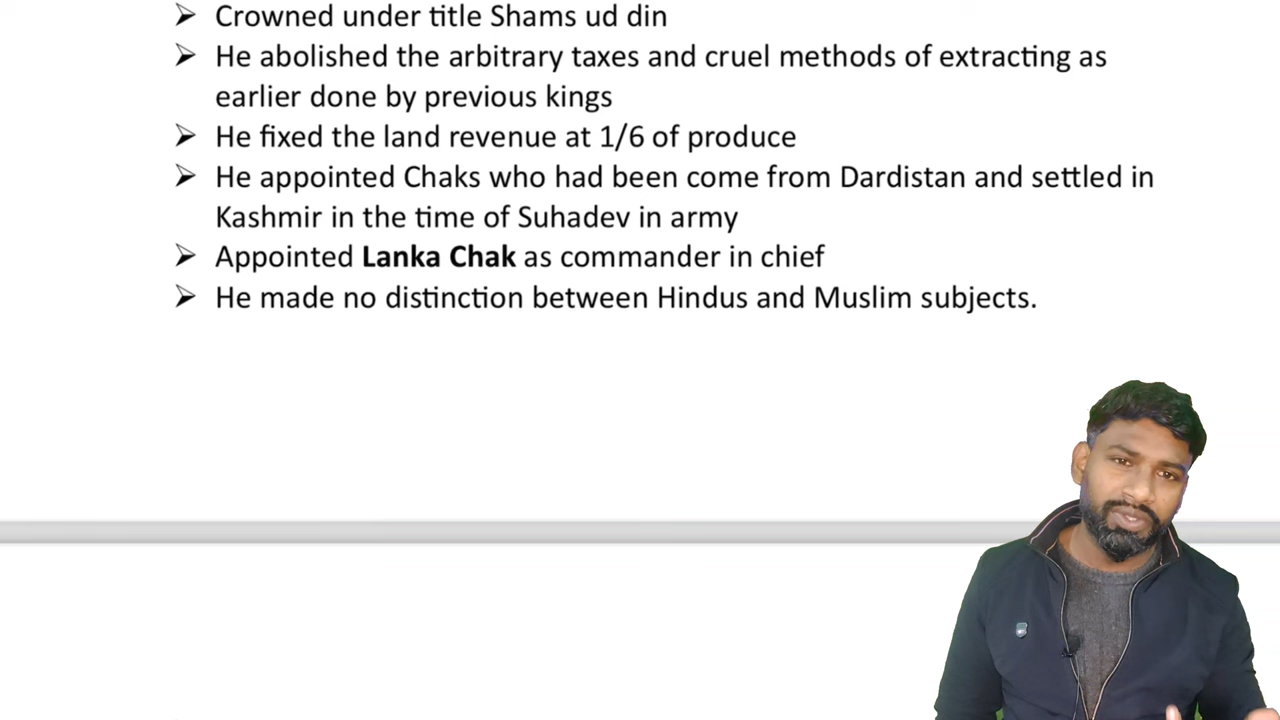 ➢ Crowned under title Shams ud din
➢ He abolished the arbitrary taxes and cruel methods of extracting as
earlier done by previous kings
➢ He fixed the land revenue at 1/6 of produce
➢ He appointed Chaks who had been come from Dardistan and settled in
Kashmir in the time of Suhadev in army
➢ Appointed Lanka Chak as commander in chief
➢ He made no distinction between Hindus and Muslim subjects.